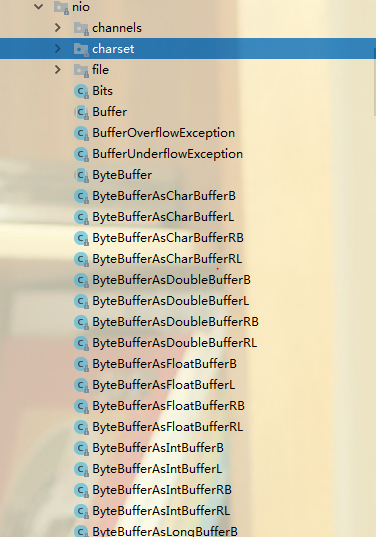 nio
channels
charset
file
Bits
Buffer
BufferOverflowException
BufferUnderflowException
ByteBuffer
ByteBufferAsCharBufferB
ByteBufferAsCharBufferL
ByteBufferAsCharBufferRB
ByteBufferAsCharBufferRL
ByteBufferAsDoubleBufferB
ByteBufferAsDoubleBufferL
ByteBufferAsDoubleBufferRB
ByteBufferAsDoubleBufferRL
ByteBufferAsFloatBufferB
ByteBufferAsFloatBufferL
ByteBufferAsFloatBufferRB
ByteBufferAsFloatBufferRL
ByteBufferAsIntBufferB
ByteBufferAsIntBufferL
ByteBufferAsIntBufferRB
ByteBufferAsIntBufferRL
ByteBufferAsLongBufferB